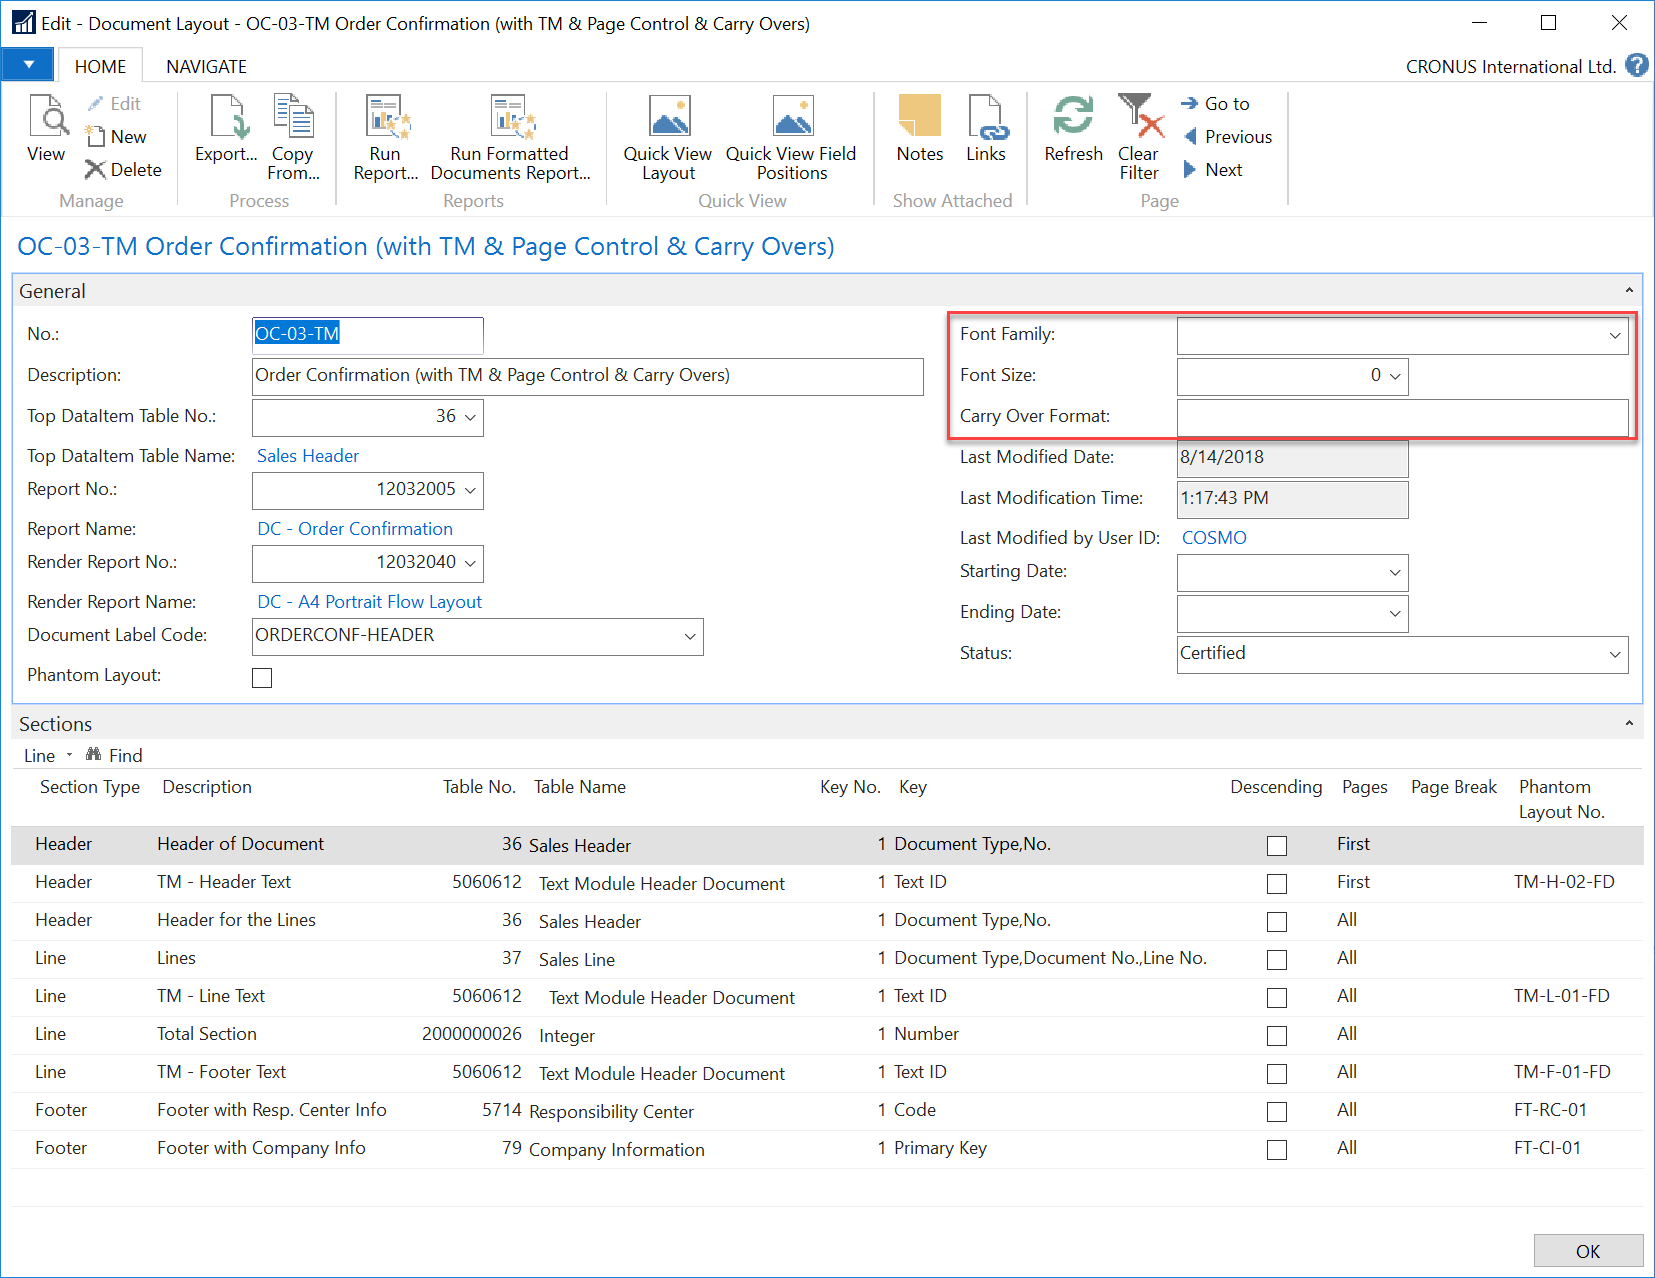 Edit - Document Layout - OC-03-TM Order Confirmation (with TM & Page Control & Carry Overs)
HOME
NAVIGATE
CRONUS International Ltd.
?
View
Edit
New
Delete
Manage
Export...
Copy
From...
Process
Run
Report...
Run Formatted
Documents Report...
Reports
Quick View
Layout
Quick View Field
Positions
Quick View
Notes
Links
Show Attached
Refresh
Clear
Filter
Go to
Previous
Next
Page
OC-03-TM Order Confirmation (with TM & Page Control & Carry Overs)
General
No.: OC-03-TM
Description: Order Confirmation (with TM & Page Control & Carry Overs)
Top DataItem Table No.: 36
Top DataItem Table Name: Sales Header
Report No.: 12032005
Report Name: DC - Order Confirmation
Render Report No.: 12032040
Render Report Name: DC - A4 Portrait Flow Layout
Document Label Code: ORDERCONF-HEADER
Phantom Layout:
Font Family:
Font Size: 0
Carry Over Format:
Last Modified Date: 8/14/2018
Last Modification Time: 1:17:43 PM
Last Modified by User ID: COSMO
Starting Date:
Ending Date:
Status: Certified
Sections
Line Find
Section Type Description Table No. Table Name Key No. Key Descending Pages Page Break Phantom
Layout No.
Header Header of Document 36 Sales Header 1 Document Type,No. First
Header TM - Header Text 5060612 Text Module Header Document 1 Text ID First TM-H-02-FD
Header Header for the Lines 36 Sales Header 1 Document Type,No. All
Line Lines 37 Sales Line 1 Document Type,Document No.,Line No. All
Line TM - Line Text 5060612 Text Module Header Document 1 Text ID All TM-L-01-FD
Line Total Section 2000000026 Integer 1 Number All
Line TM - Footer Text 5060612 Text Module Header Document 1 Text ID All TM-F-01-FD
Footer Footer with Resp. Center Info 5714 Responsibility Center 1 Code All FT-RC-01
Footer Footer with Company Info 79 Company Information 1 Primary Key All FT-CI-01
OK